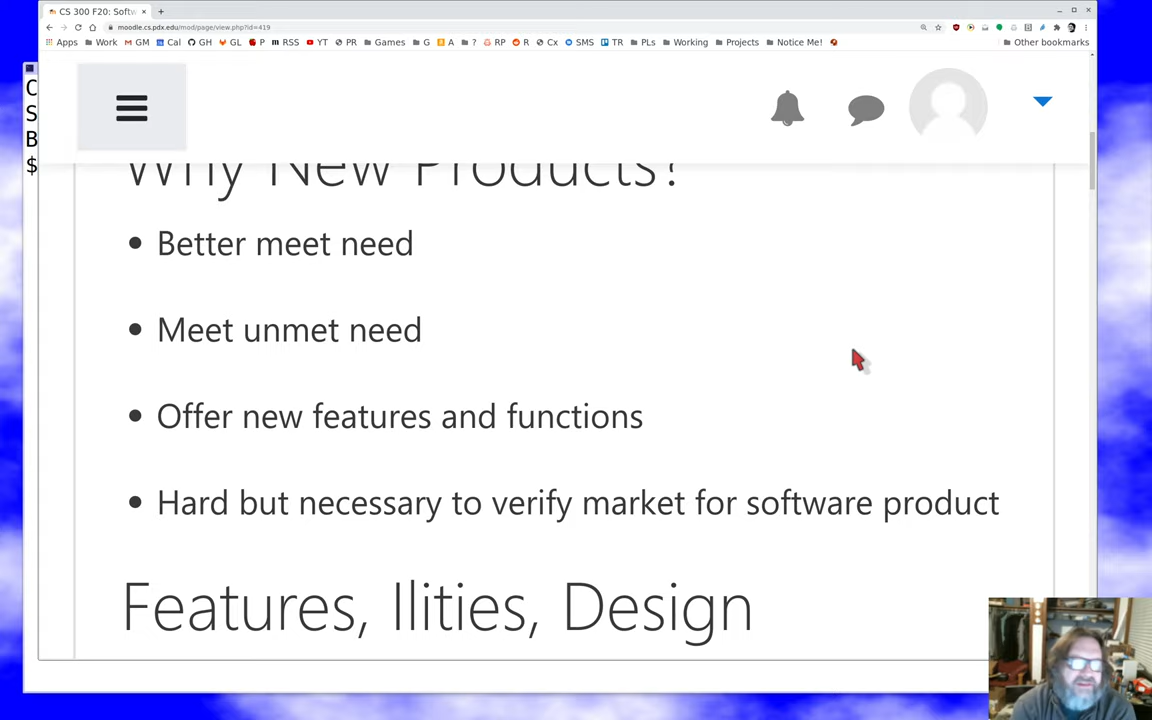 CS 300 F20: Softw
moodle.cs.pdx.edu/mod/page/view.php?id=419
Apps Work GM Cal GH GL P RSS YT PR Games G A ? RP R Cx SMS TR PLs Working Projects Notice Me! Other bookmarks
C
S
B
$
Why New Products?
Better meet need
Meet unmet need
Offer new features and functions
Hard but necessary to verify market for software product
Features, Ilities, Design